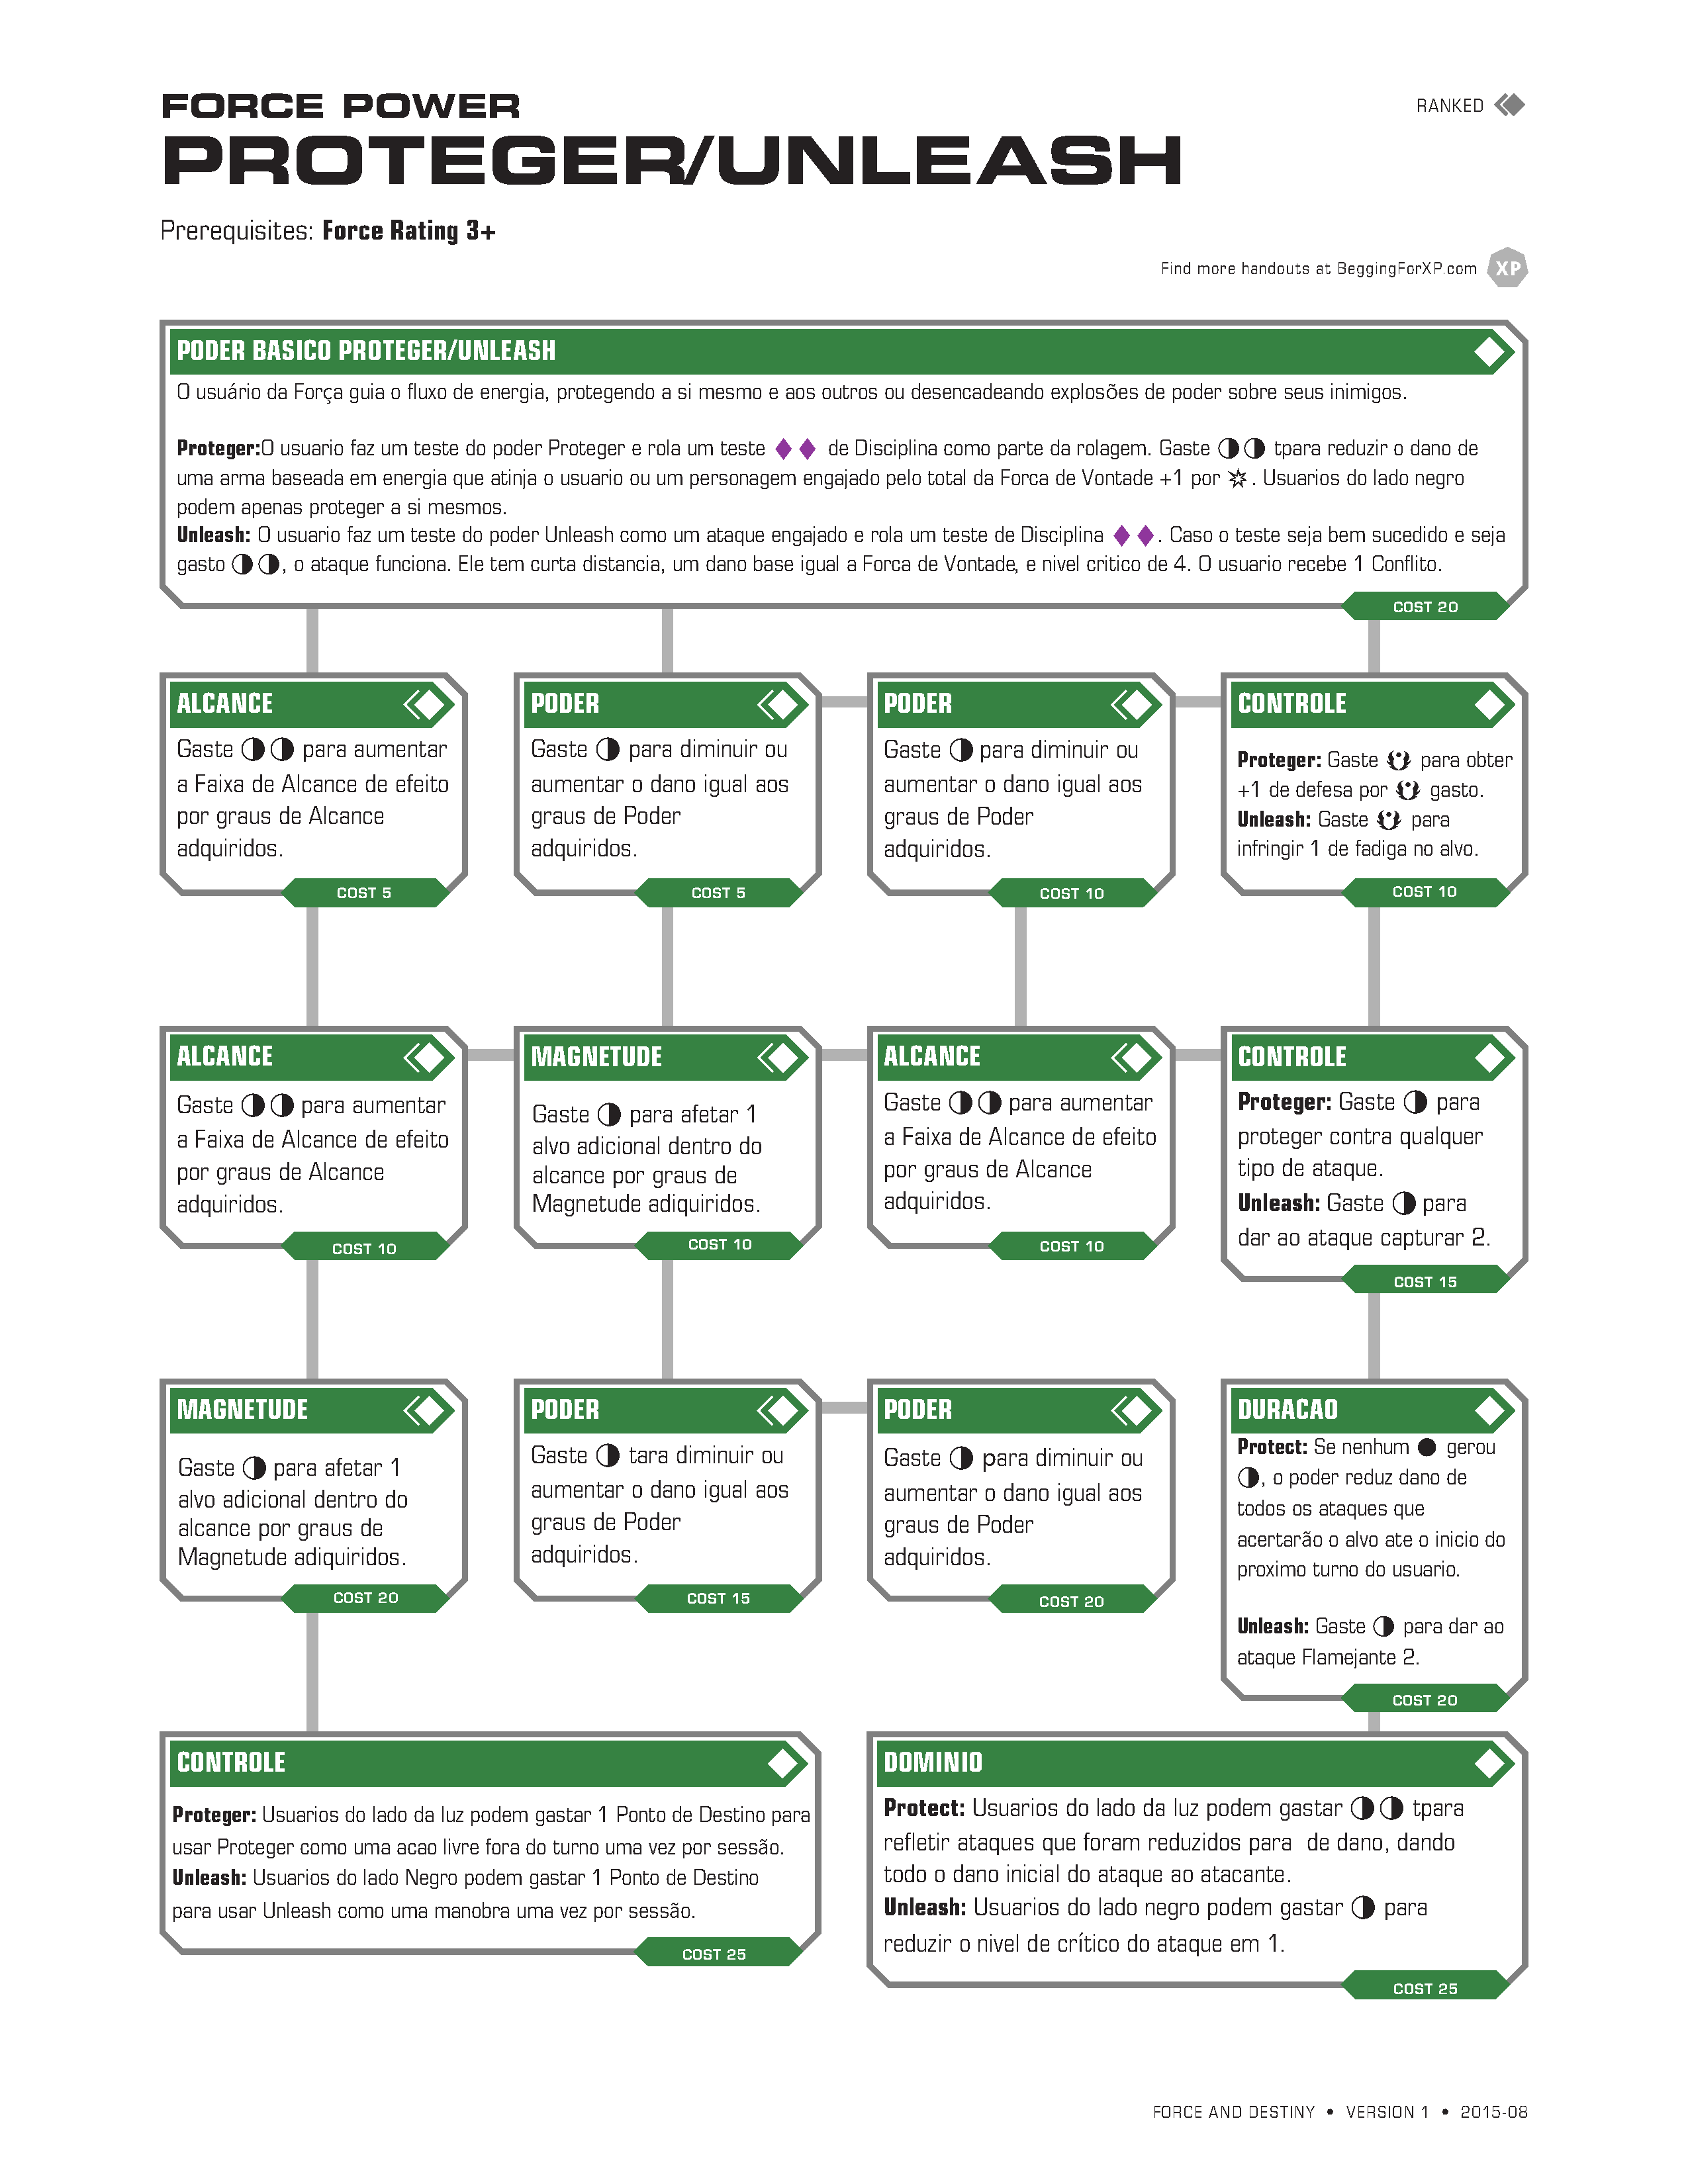 FORCE POWER
RANKED
PROTEGER/UNLEASH
Prerequisites: Force Rating 3+
Find more handouts at BeggingForXP.com XP
PODER BASICO PROTEGER/UNLEASH
O usuário da Força guia o fluxo de energia, protegendo a si mesmo e aos outros ou desencadeando explosões de poder sobre seus inimigos.
Proteger:O usuario faz um teste do poder Proteger e rola um teste de Disciplina como parte da rolagem. Gaste tpara reduzir o dano de
uma arma baseada em energia que atinja o usuario ou um personagem engajado pelo total da Forca de Vontade +1 por . Usuarios do lado negro
podem apenas proteger a si mesmos.
Unleash: O usuario faz um teste do poder Unleash como um ataque engajado e rola um teste de Disciplina . Caso o teste seja bem sucedido e seja
gasto , o ataque funciona. Ele tem curta distancia, um dano base igual a Forca de Vontade, e nivel critico de 4. O usuario recebe 1 Conflito.
COST 20
ALCANCE
Gaste para aumentar
a Faixa de Alcance de efeito
por graus de Alcance
adquiridos.
COST 5
PODER
Gaste para diminuir ou
aumentar o dano igual aos
graus de Poder
adquiridos.
COST 5
PODER
Gaste para diminuir ou
aumentar o dano igual aos
graus de Poder
adquiridos.
COST 10
CONTROLE
Proteger: Gaste para obter
+1 de defesa por gasto.
Unleash: Gaste para
infringir 1 de fadiga no alvo.
COST 10
ALCANCE
Gaste para aumentar
a Faixa de Alcance de efeito
por graus de Alcance
adquiridos.
COST 10
MAGNETUDE
Gaste para afetar 1
alvo adicional dentro do
alcance por graus de
Magnetude adiquiridos.
COST 10
ALCANCE
Gaste para aumentar
a Faixa de Alcance de efeito
por graus de Alcance
adquiridos.
COST 10
CONTROLE
Proteger: Gaste para
proteger contra qualquer
tipo de ataque.
Unleash: Gaste para
dar ao ataque capturar 2.
COST 15
MAGNETUDE
Gaste para afetar 1
alvo adicional dentro do
alcance por graus de
Magnetude adiquiridos.
COST 20
PODER
Gaste tara diminuir ou
aumentar o dano igual aos
graus de Poder
adquiridos.
COST 15
PODER
Gaste para diminuir ou
aumentar o dano igual aos
graus de Poder
adquiridos.
COST 20
DURACAO
Protect: Se nenhum gerou
, o poder reduz dano de
todos os ataques que
acertarão o alvo ate o inicio do
proximo turno do usuario.
Unleash: Gaste para dar ao
ataque Flamejante 2.
COST 20
CONTROLE
Proteger: Usuarios do lado da luz podem gastar 1 Ponto de Destino para
usar Proteger como uma acao livre fora do turno uma vez por sessão.
Unleash: Usuarios do lado Negro podem gastar 1 Ponto de Destino
para usar Unleash como uma manobra uma vez por sessão.
COST 25
DOMINIO
Protect: Usuarios do lado da luz podem gastar tpara
refletir ataques que foram reduzidos para de dano, dando
todo o dano inicial do ataque ao atacante.
Unleash: Usuarios do lado negro podem gastar para
reduzir o nivel de crítico do ataque em 1.
COST 25
FORCE AND DESTINY • VERSION 1 • 2015-08